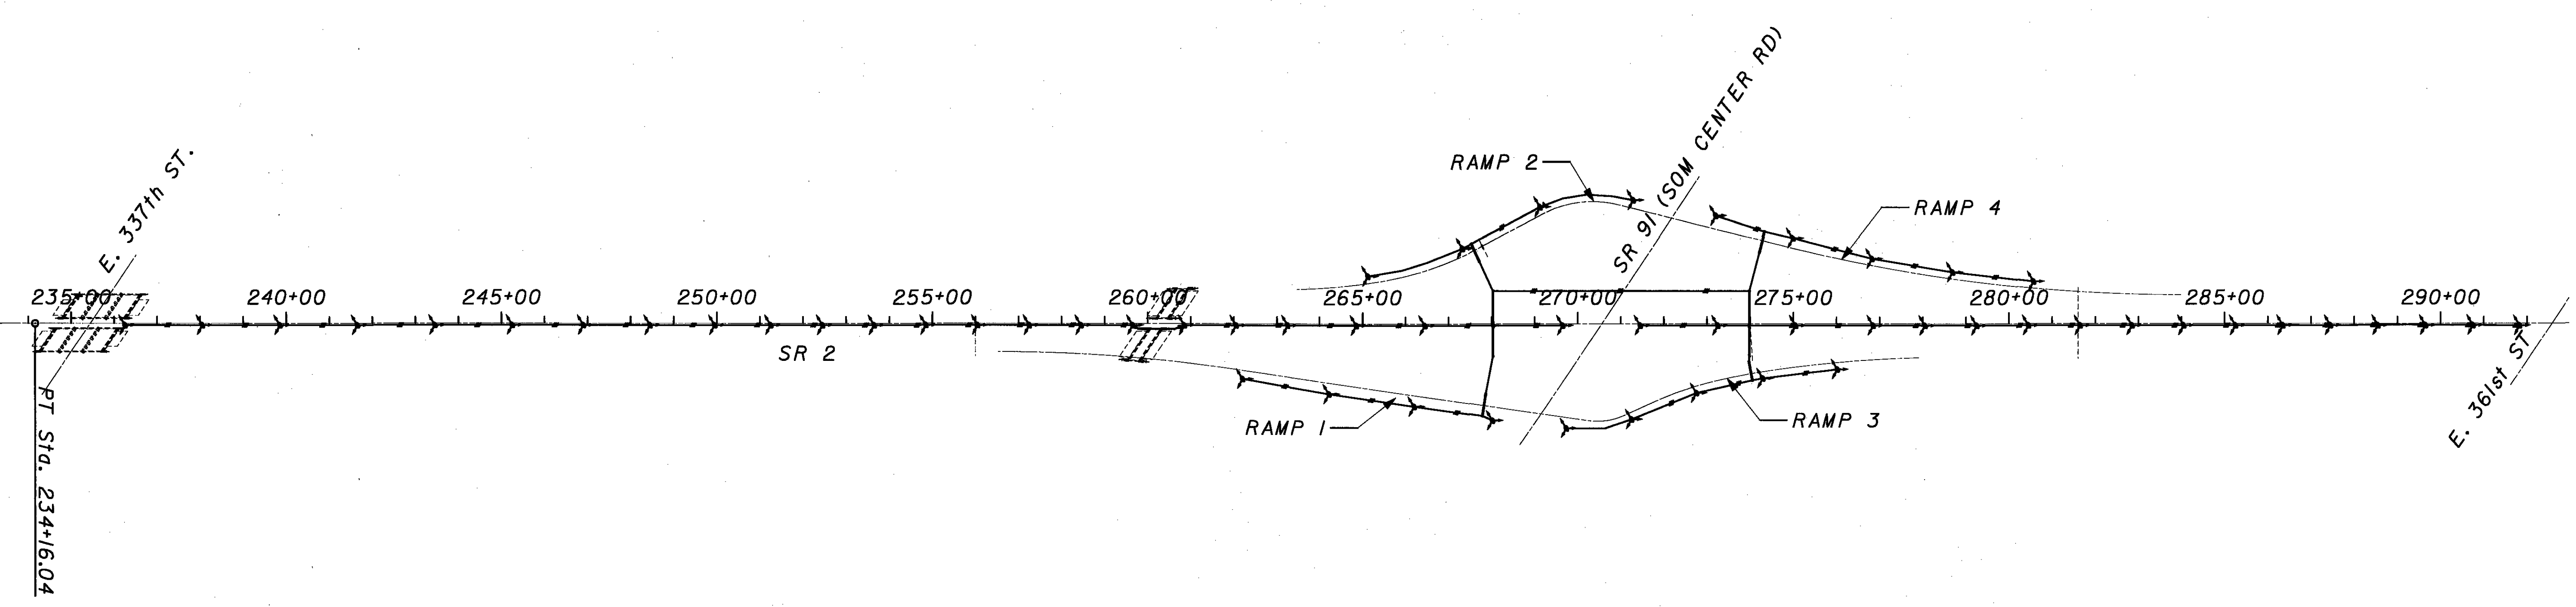 SR 91 (SOM CENTER RD)
E. 337th ST.
RAMP 2
RAMP 4
235+00
240+00
245+00
250+00
255+00
260+00
265+00
270+00
275+00
280+00
285+00
290+00
SR 2
RAMP 1
RAMP 3
E. 361st ST
PT Sta. 234+16.04